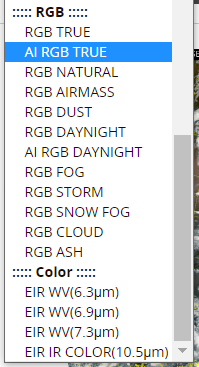 ::::: RGB :::::
RGB TRUE
AI RGB TRUE
RGB NATURAL
RGB AIRMASS
RGB DUST
RGB DAYNIGHT
AI RGB DAYNIGHT
RGB FOG
RGB STORM
RGB SNOW FOG
RGB CLOUD
RGB ASH
::::: Color :::::
EIR WV(6.3μm)
EIR WV(6.9μm)
EIR WV(7.3μm)
EIR IR COLOR(10.5μm)